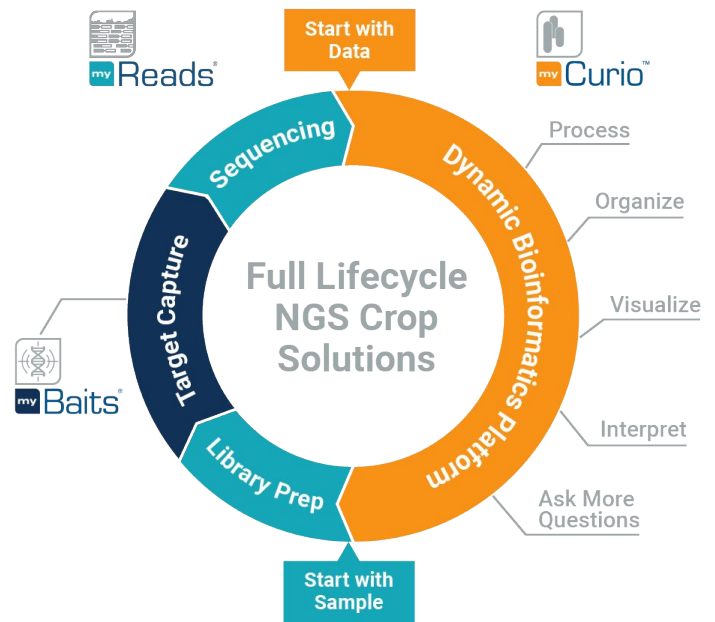 Start with
Data
my Reads®
my Curio™
Sequencing
Dynamic Bioinformatics Platform
Process
Organize
Visualize
Interpret
Ask More
Questions
Full Lifecycle
NGS Crop
Solutions
Target Capture
my Baits®
Library Prep
Start with
Sample